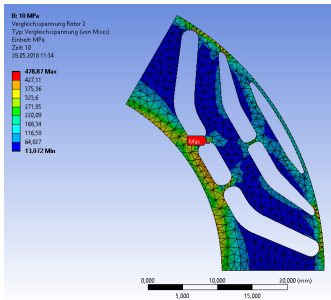 B: 10 MPa
Vergleichsspannung Rotor 2
Typ: Vergleichsspannung (von Mises)
Einheit: MPa
Zeit: 10
28.05.2018 11:34
478,87 Max
427,11
375,36
323,6
271,85
220,09
168,34
116,58
64,827
13,072 Min
Max
0,000 10,000 20,000 (mm)
5,000 15,000